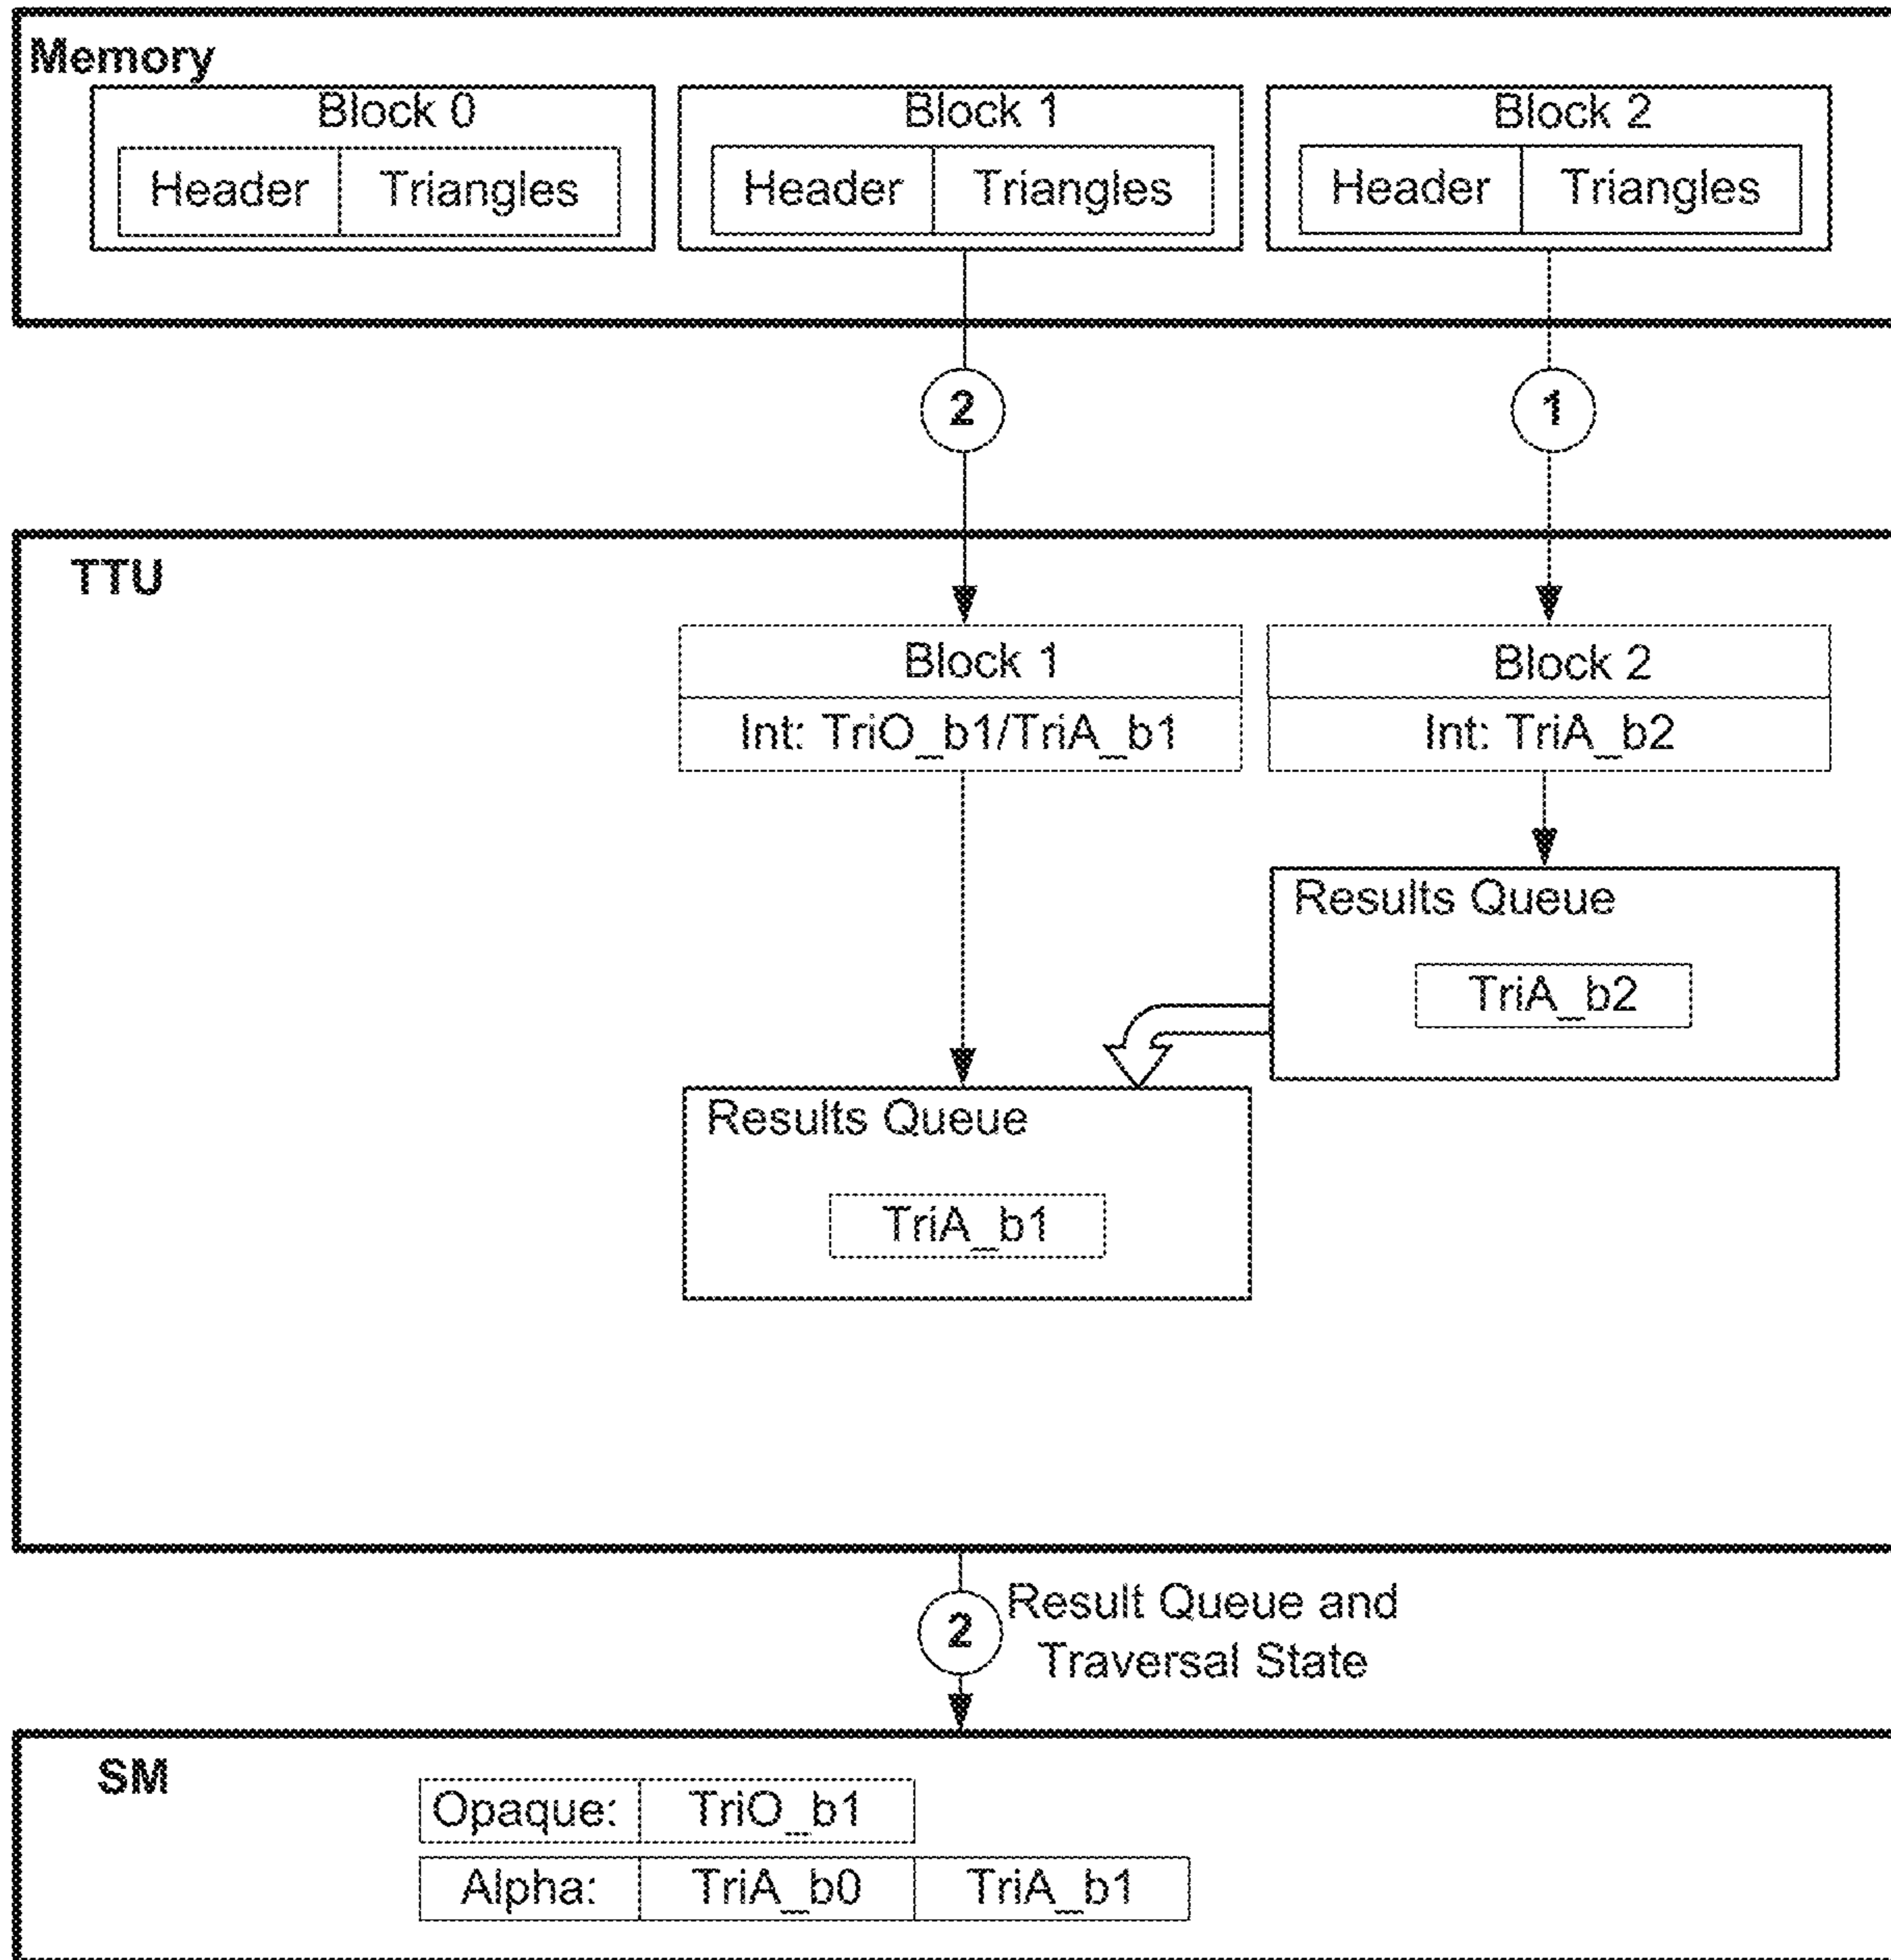 Memory
Block 0
Block 1
Block 2
Header
Triangles
Header
Triangles
Header
Triangles
2
1
TTU
Block 1
Block 2
Int: TriO_b1/TriA_b1
Int: TriA_b2
Results Queue
TriA_b2
Results Queue
TriA_b1
2
Result Queue and
Traversal State
SM
Opaque:
TriO_b1
Alpha:
TriA_b0
TriA_b1